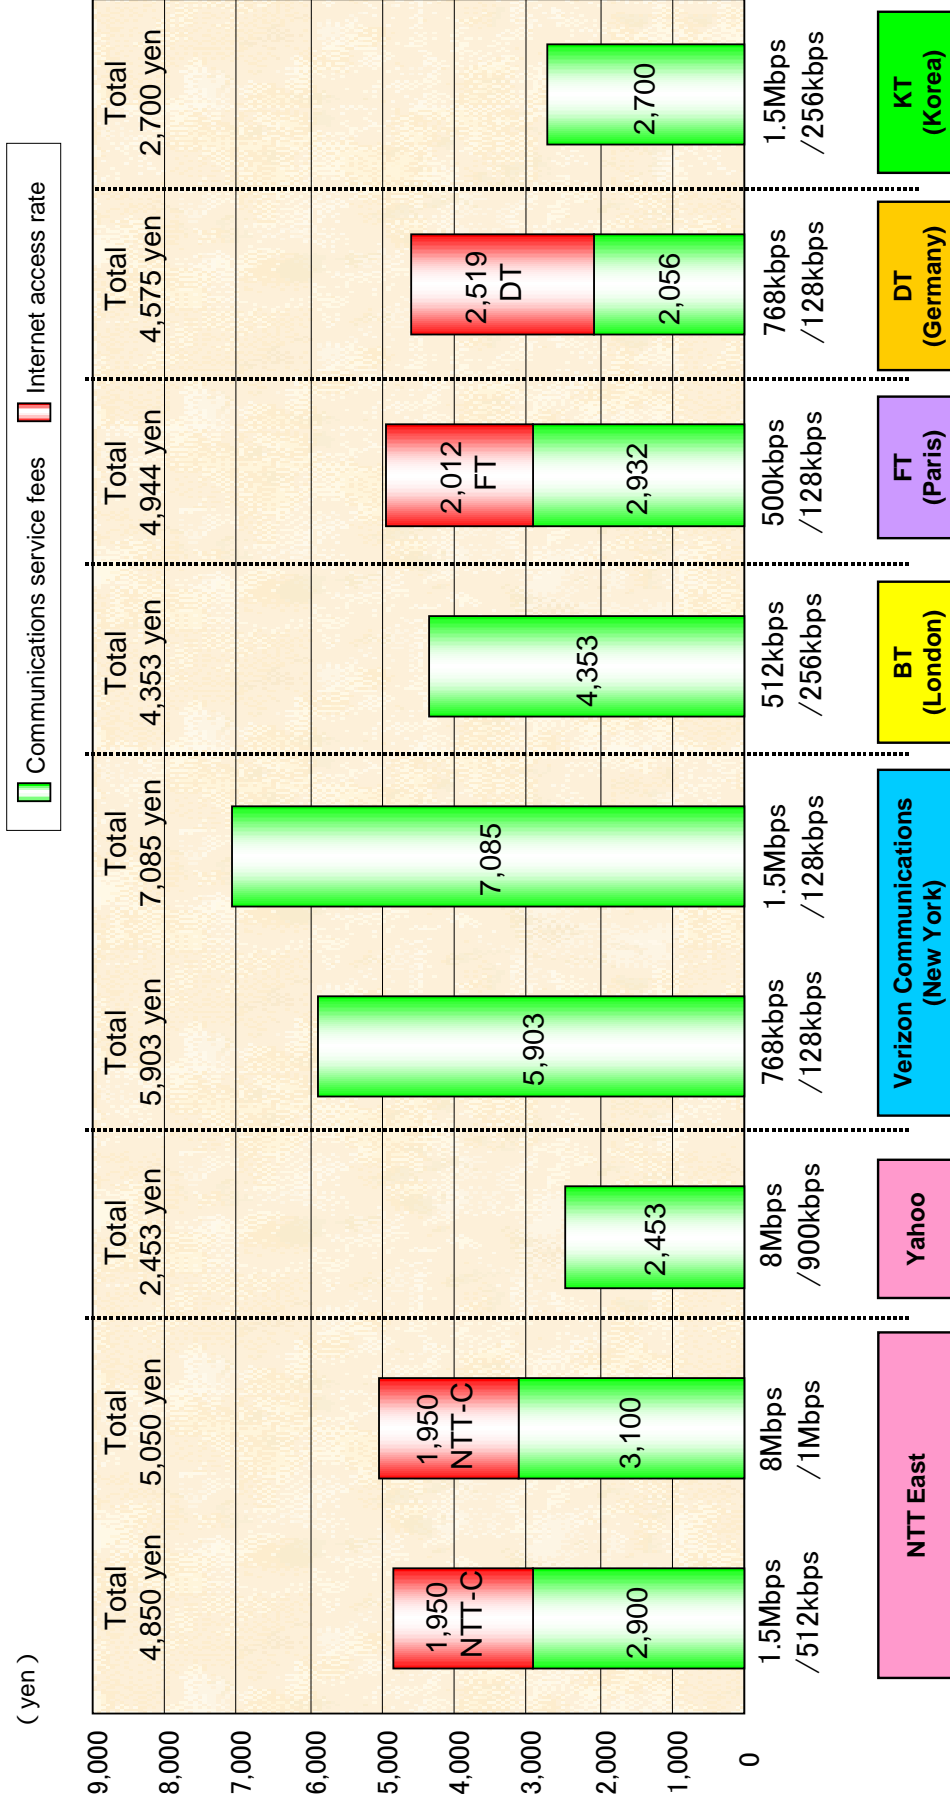 ( yen )
Communications service fees
Internet access rate
9,000
8,000
7,000
6,000
5,000
4,000
3,000
2,000
1,000
0
Total
4,850 yen
1,950
NTT-C
2,900
1.5Mbps
/512kbps
Total
5,050 yen
1,950
NTT-C
3,100
8Mbps
/1Mbps
NTT East
Total
2,453 yen
2,453
8Mbps
/900kbps
Yahoo
Total
5,903 yen
5,903
768kbps
/128kbps
Total
7,085 yen
7,085
1.5Mbps
/128kbps
Verizon Communications
(New York)
Total
4,353 yen
4,353
512kbps
/256kbps
BT
(London)
Total
4,944 yen
2,012
FT
2,932
500kbps
/128kbps
FT
(Paris)
Total
4,575 yen
2,519
DT
2,056
768kbps
/128kbps
DT
(Germany)
Total
2,700 yen
2,700
1.5Mbps
/256kbps
KT
(Korea)